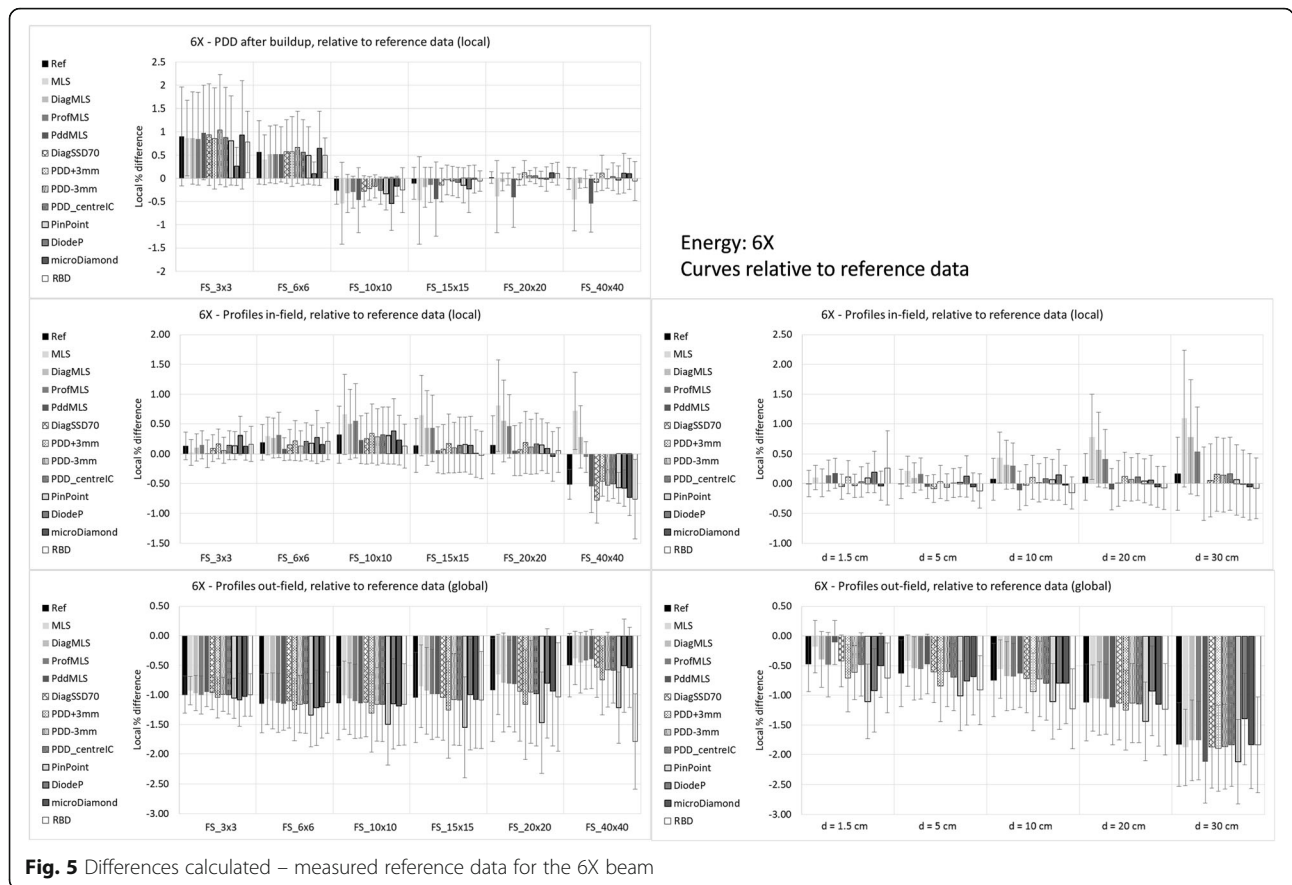 6X - PDD after buildup, relative to reference data (local)
Ref
MLS
DiagMLS
ProfMLS
PddMLS
DiagSSD70
PDD+3mm
PDD-3mm
PDD_centreIC
PinPoint
DiodeP
microDiamond
RBD
Local % difference
2.5
2
1.5
1
0.5
0
-0.5
-1
-1.5
-2
FS_3x3 FS_6x6 FS_10x10 FS_15x15 FS_20x20 FS_40x40
Energy: 6X
Curves relative to reference data
6X - Profiles in-field, relative to reference data (local)
Ref
MLS
DiagMLS
ProfMLS
PddMLS
DiagSSD70
PDD+3mm
PDD-3mm
PDD_centreIC
PinPoint
DiodeP
microDiamond
RBD
Local % difference
2.00
1.50
1.00
0.50
0.00
-0.50
-1.00
-1.50
FS_3x3 FS_6x6 FS_10x10 FS_15x15 FS_20x20 FS_40x40
6X - Profiles in-field, relative to reference data (local)
Ref
MLS
DiagMLS
ProfMLS
PddMLS
DiagSSD70
PDD+3mm
PDD-3mm
PDD_centreIC
PinPoint
DiodeP
microDiamond
RBD
Local % difference
2.50
2.00
1.50
1.00
0.50
0.00
-0.50
-1.00
d = 1.5 cm d = 5 cm d = 10 cm d = 20 cm d = 30 cm
6X - Profiles out-field, relative to reference data (global)
Ref
MLS
DiagMLS
ProfMLS
PddMLS
DiagSSD70
PDD+3mm
PDD-3mm
PDD_centreIC
PinPoint
DiodeP
microDiamond
RBD
Local % difference
0.50
0.00
-0.50
-1.00
-1.50
-2.00
-2.50
-3.00
FS_3x3 FS_6x6 FS_10x10 FS_15x15 FS_20x20 FS_40x40
6X - Profiles out-field, relative to reference data (global)
Ref
MLS
DiagMLS
ProfMLS
PddMLS
DiagSSD70
PDD+3mm
PDD-3mm
PDD_centreIC
PinPoint
DiodeP
microDiamond
RBD
Local % difference
0.50
0.00
-0.50
-1.00
-1.50
-2.00
-2.50
-3.00
d = 1.5 cm d = 5 cm d = 10 cm d = 20 cm d = 30 cm
Fig. 5 Differences calculated – measured reference data for the 6X beam